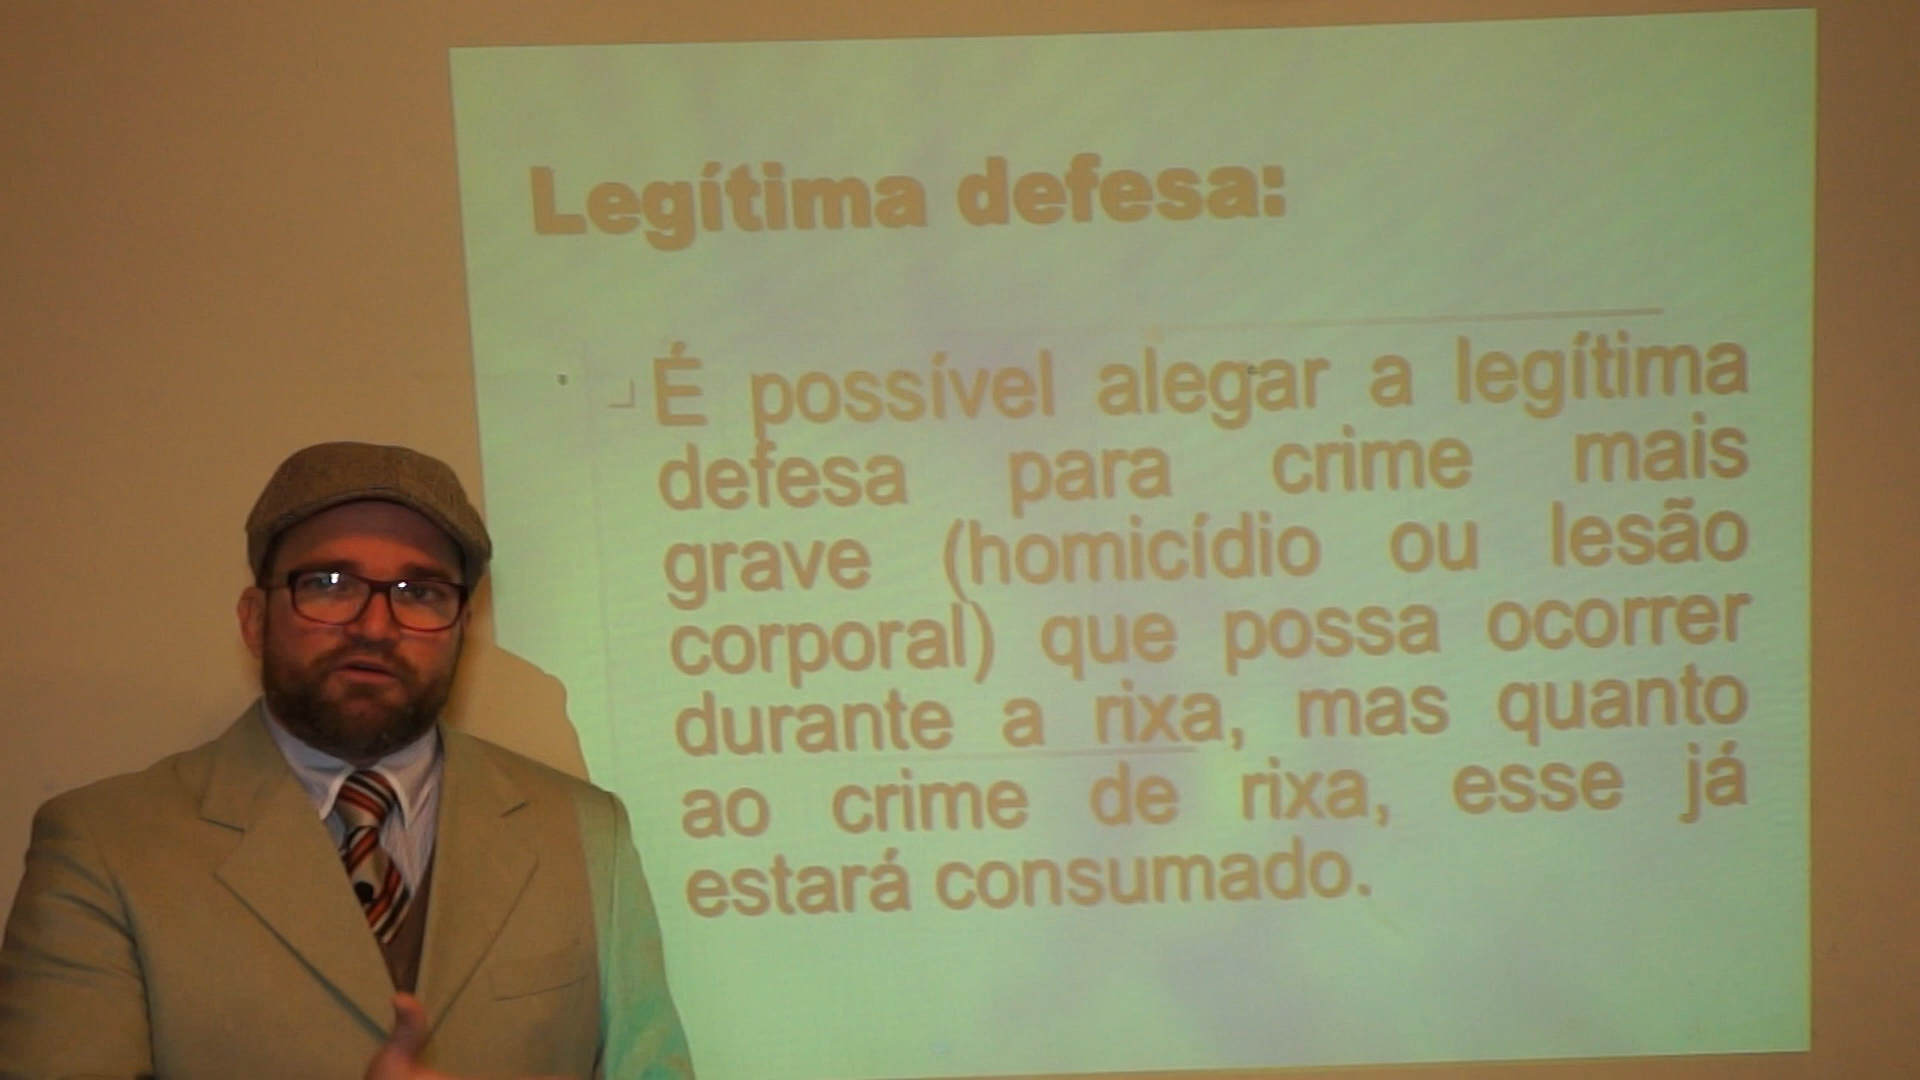 Legítima defesa:
É possível alegar a legítima
defesa para crime mais
grave (homicídio ou lesão
corporal) que possa ocorrer
durante a rixa, mas quanto
ao crime de rixa, esse já
estará consumado.